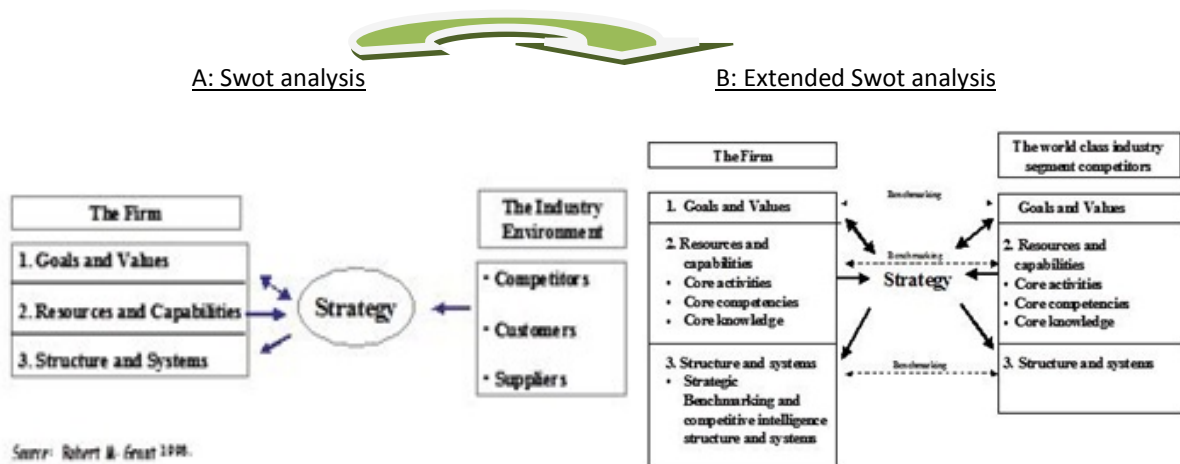 A: Swot analysis
B: Extended Swot analysis
The Firm
1. Goals and Values
2. Resources and Capabilities
3. Structure and Systems
Strategy
The Industry
Environment
• Competitors
• Customers
• Suppliers
Source: Robert M. Grant 1998.
The Firm
1. Goals and Values
2. Resources and
capabilities
• Core activities
• Core competencies
• Core knowledge
3. Structure and systems
• Strategic
Benchmarking and
competitive intelligence
structure and systems
Benchmarking
Benchmarking
Strategy
Benchmarking
The world class industry
segment competitors
Goals and Values
2. Resources and
capabilities
• Core activities
• Core competencies
• Core knowledge
3. Structure and systems